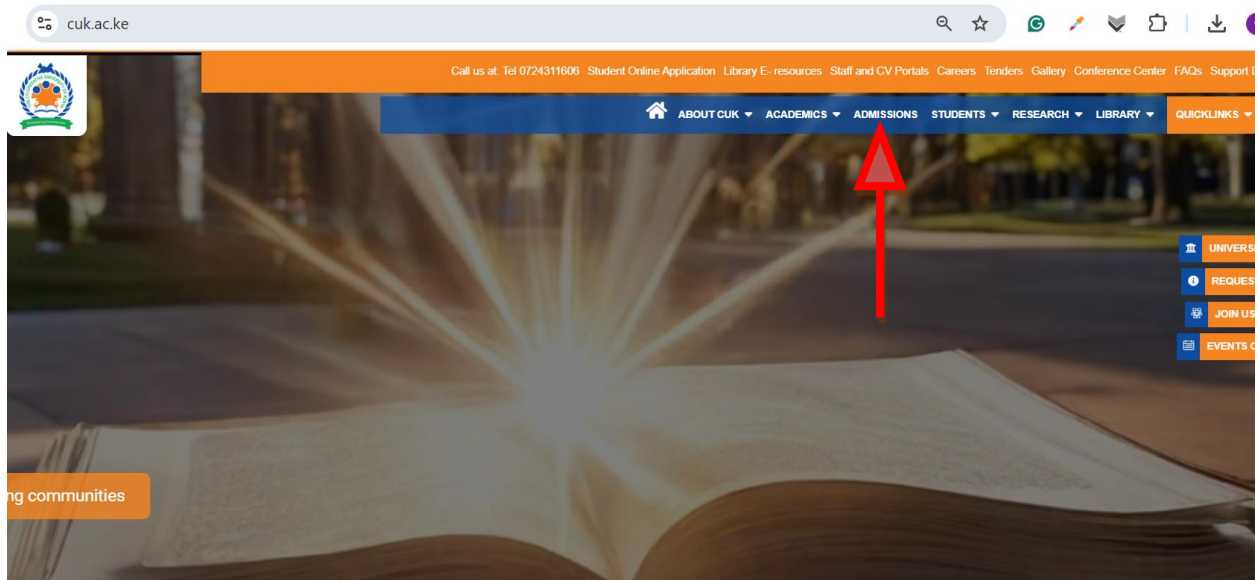 cuk.ac.ke
Call us at: Tel 0724311606 Student Online Application Library E- resources Staff and CV Portals Careers Tenders Gallery Conference Center FAQs Support D
ABOUT CUK ACADEMICS ADMISSIONS STUDENTS RESEARCH LIBRARY QUICKLINKS
UNIVERS
REQUES
JOIN US
EVENTS C
ng communities